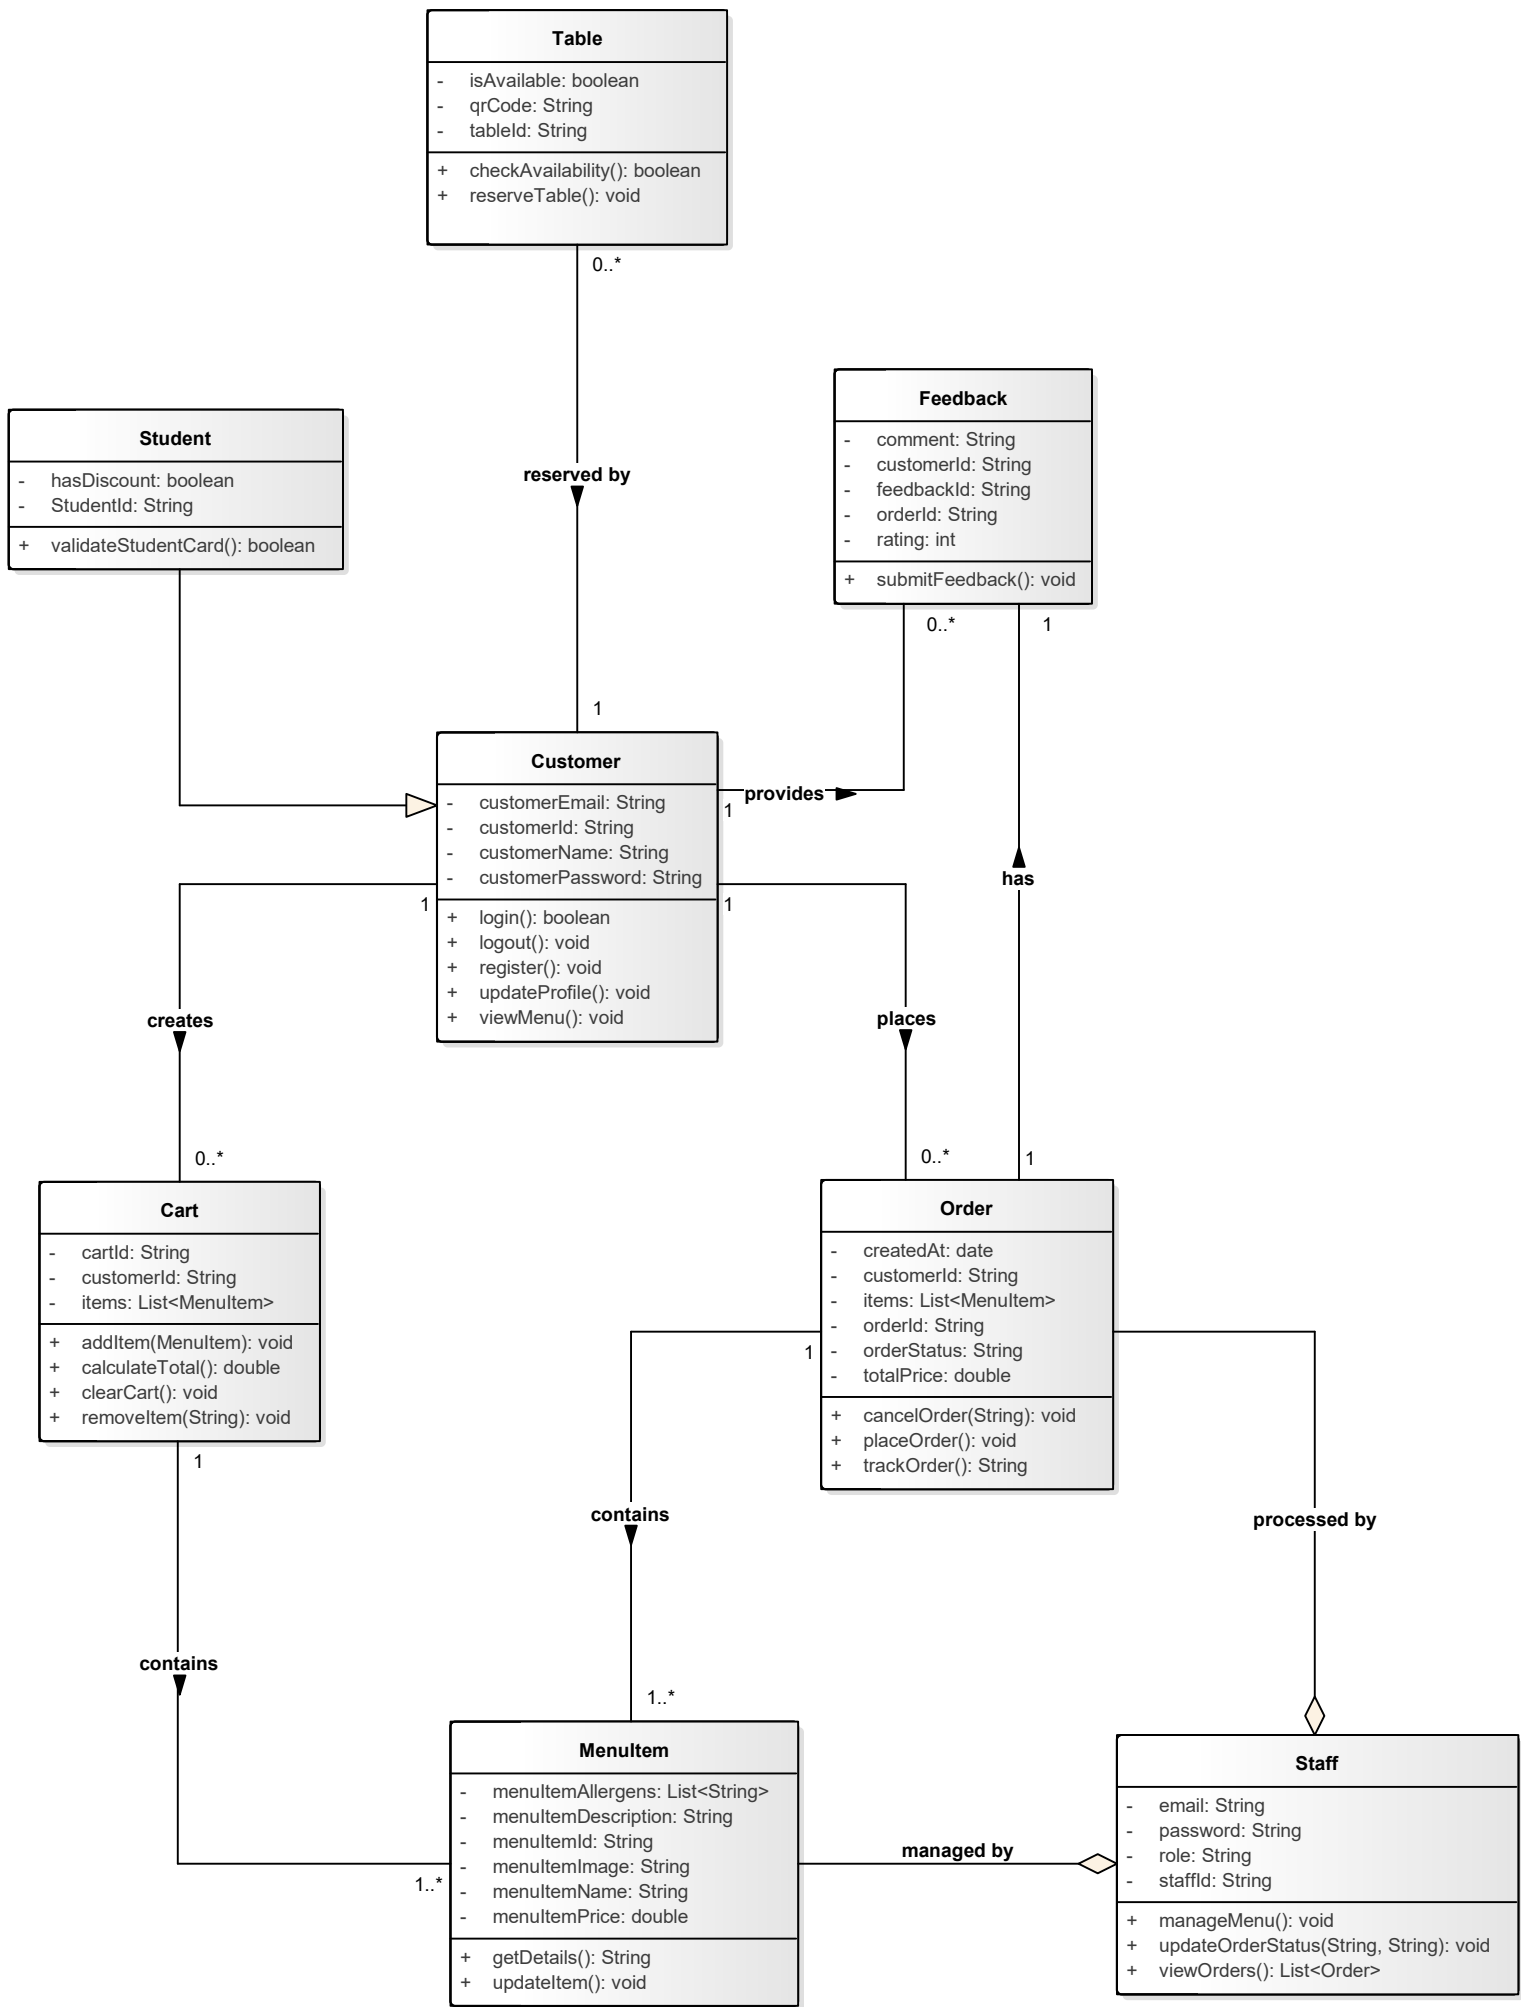 Table
- isAvailable: boolean
- qrCode: String
- tableId: String
+ checkAvailability(): boolean
+ reserveTable(): void
0..*
reserved by
1
Student
- hasDiscount: boolean
- StudentId: String
+ validateStudentCard(): boolean
Feedback
- comment: String
- customerId: String
- feedbackId: String
- orderId: String
- rating: int
+ submitFeedback(): void
0..*
1
Customer
- customerEmail: String
- customerId: String
- customerName: String
- customerPassword: String
+ login(): boolean
+ logout(): void
+ register(): void
+ updateProfile(): void
+ viewMenu(): void
provides
1
has
1
1
creates
places
0..*
0..*
1
Cart
- cartId: String
- customerId: String
- items: List<MenuItem>
+ addItem(MenuItem): void
+ calculateTotal(): double
+ clearCart(): void
+ removeItem(String): void
1
Order
- createdAt: date
- customerId: String
- items: List<MenuItem>
- orderId: String
- orderStatus: String
- totalPrice: double
+ cancelOrder(String): void
+ placeOrder(): void
+ trackOrder(): String
1
contains
processed by
contains
1..*
1..*
MenuItem
- menuItemAllergens: List<String>
- menuItemDescription: String
- menuItemId: String
- menuItemImage: String
- menuItemName: String
- menuItemPrice: double
+ getDetails(): String
+ updateItem(): void
managed by
Staff
- email: String
- password: String
- role: String
- staffId: String
+ manageMenu(): void
+ updateOrderStatus(String, String): void
+ viewOrders(): List<Order>